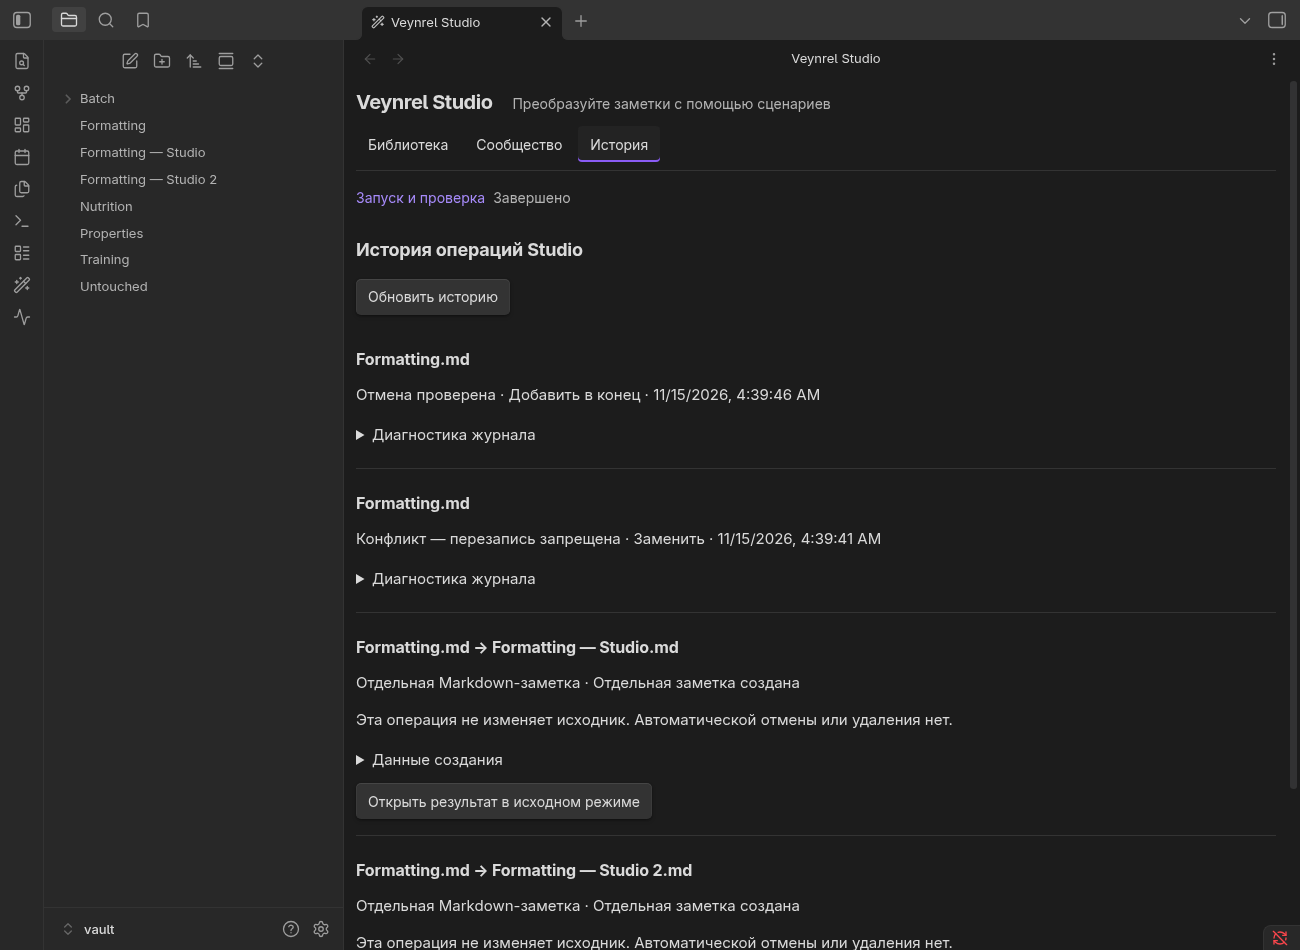 Veynrel Studio
Veynrel Studio
Batch
Formatting
Formatting — Studio
Formatting — Studio 2
Nutrition
Properties
Training
Untouched
vault
Veynrel Studio Преобразуйте заметки с помощью сценариев
Библиотека Сообщество История
Запуск и проверка Завершено
История операций Studio
Обновить историю
Formatting.md
Отмена проверена · Добавить в конец · 11/15/2026, 4:39:46 AM
Диагностика журнала
Formatting.md
Конфликт — перезапись запрещена · Заменить · 11/15/2026, 4:39:41 AM
Диагностика журнала
Formatting.md → Formatting — Studio.md
Отдельная Markdown-заметка · Отдельная заметка создана
Эта операция не изменяет исходник. Автоматической отмены или удаления нет.
Данные создания
Открыть результат в исходном режиме
Formatting.md → Formatting — Studio 2.md
Отдельная Markdown-заметка · Отдельная заметка создана
Эта операция не изменяет исходник. Автоматической отмены или удаления нет.